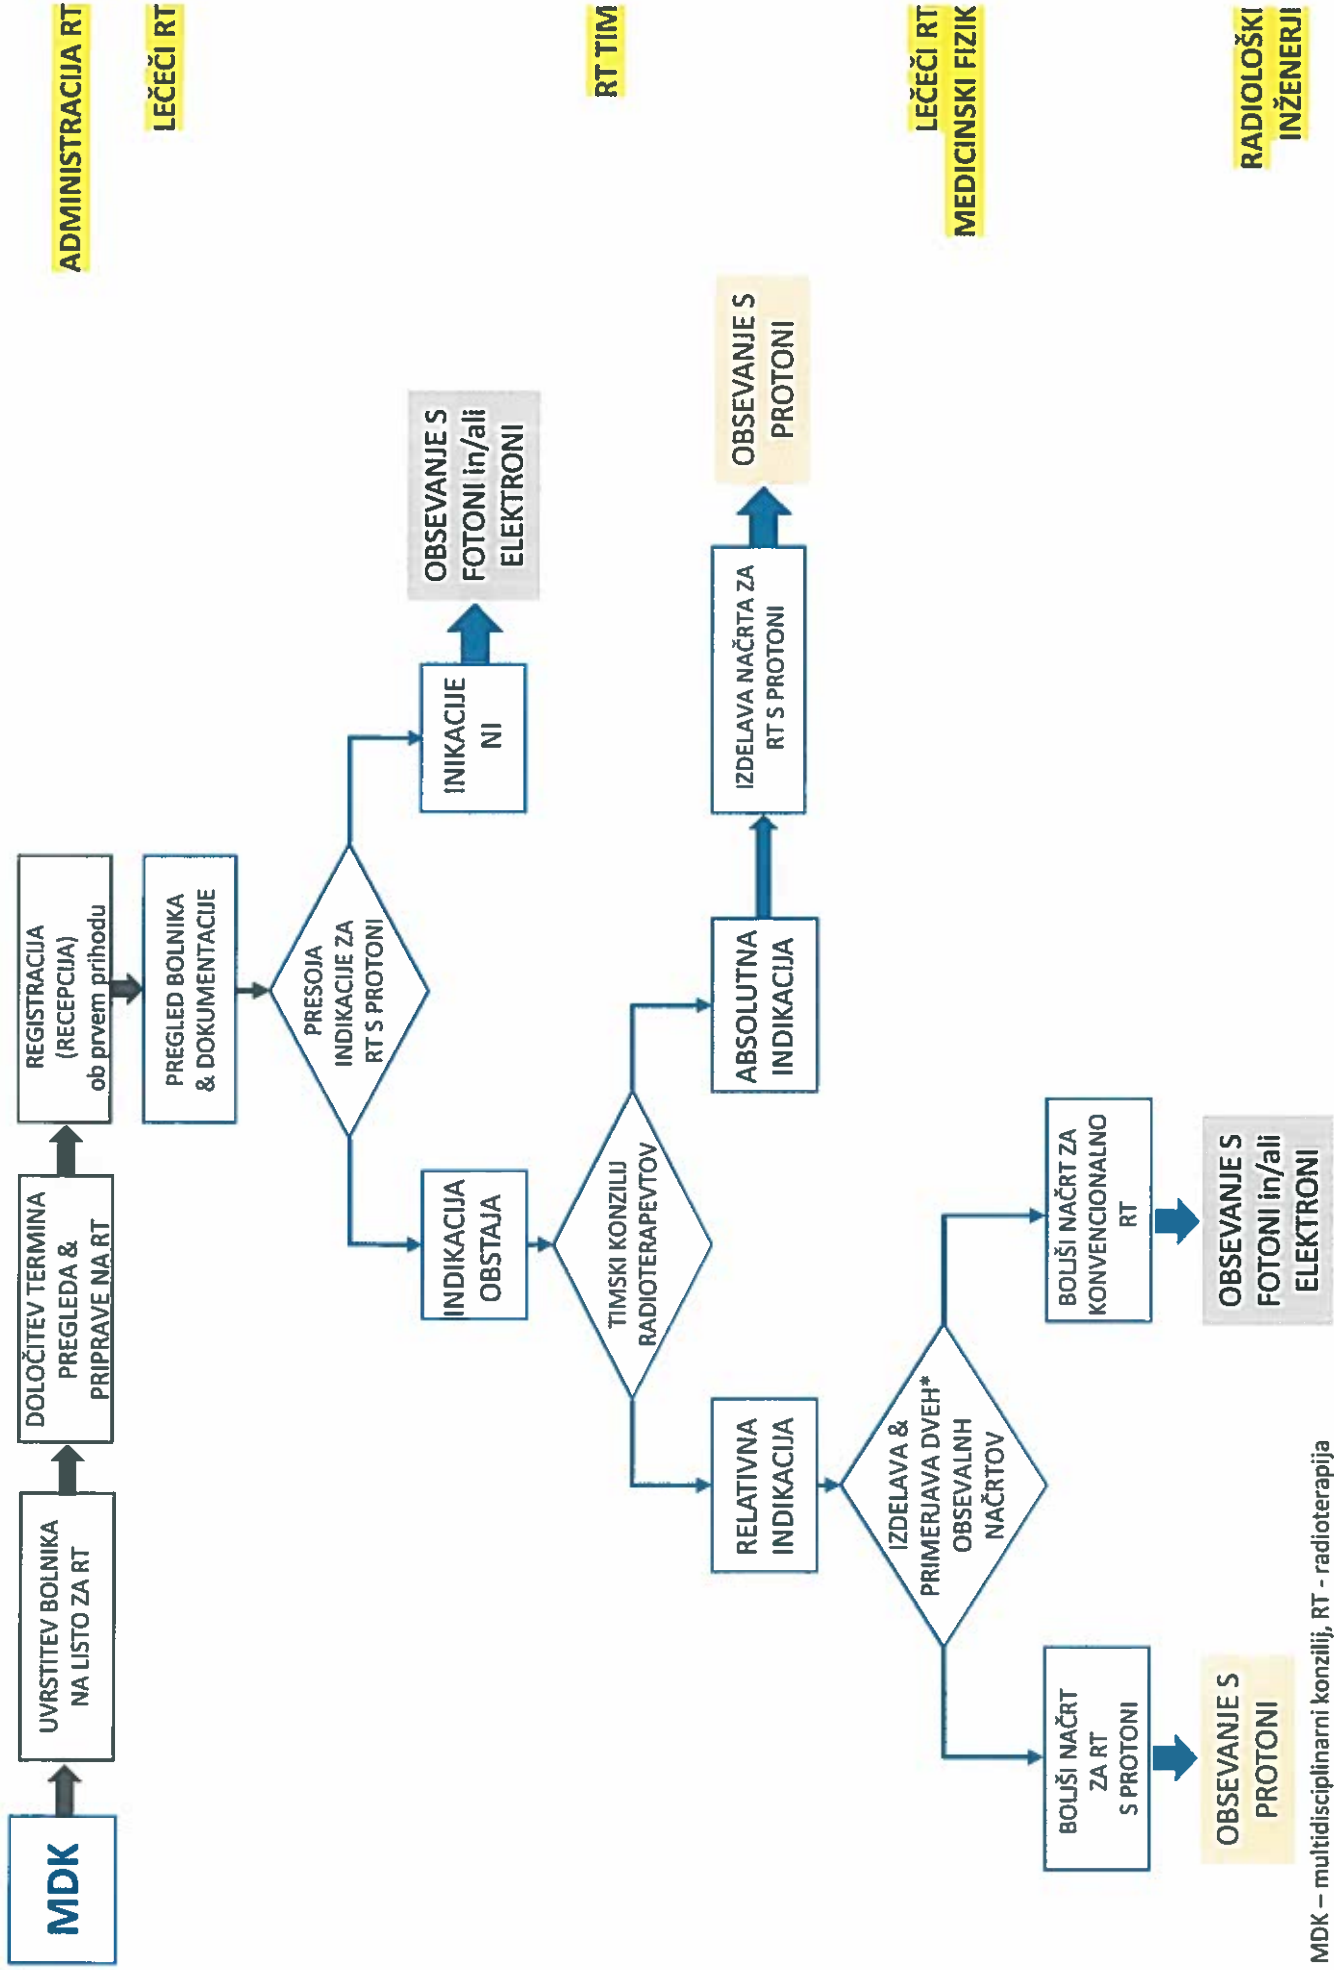 MDK
UVRSTITEV BOLNIKA
NA LISTO ZA RT
DOLOČITEV TERMINA
PREGLEDA &
PRIPRAVE NA RT
REGISTRACIJA
(RECEPCIJA)
ob prvem prihodu
ADMINISTRACIJA RT
PREGLED BOLNIKA
& DOKUMENTACIJE
LEČEČI RT
PRESOJA
INDIKACIJE ZA
RT S PROTONI
INDIKACIJA
OBSTAJA
INIKACIJE
NI
OBSEVANJE S
FOTONI in/ali
ELEKTRONI
TIMSKI KONZILIJ
RADIOTERAPEVTOV
RT TIM
RELATIVNA
INDIKACIJA
ABSOLUTNA
INDIKACIJA
IZDELAVA NAČRTA ZA
RT S PROTONI
OBSEVANJE S
PROTONI
IZDELAVA &
PRIMERJAVA DVEH*
OBSEVALNH
NAČRTOV
LEČEČI RT
MEDICINSKI FIZIK
BOLJŠI NAČRT
ZA RT
S PROTONI
BOLJŠI NAČRT ZA
KONVENCIONALNO
RT
OBSEVANJE S
PROTONI
OBSEVANJE S
FOTONI in/ali
ELEKTRONI
RADIOLOŠKI
INŽENERJI
MDK – multidisciplinarni konzilij, RT - radioterapija